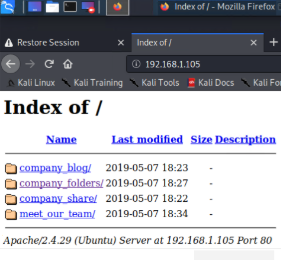 Index of / - Mozilla Firefox
Restore Session
Index of /
192.168.1.105
Kali Linux Kali Training Kali Tools Kali Docs Kali Fo
Index of /
Name Last modified Size Description
company_blog/ 2019-05-07 18:23 -
company_folders/ 2019-05-07 18:27 -
company_share/ 2019-05-07 18:22 -
meet_our_team/ 2019-05-07 18:34 -
Apache/2.4.29 (Ubuntu) Server at 192.168.1.105 Port 80